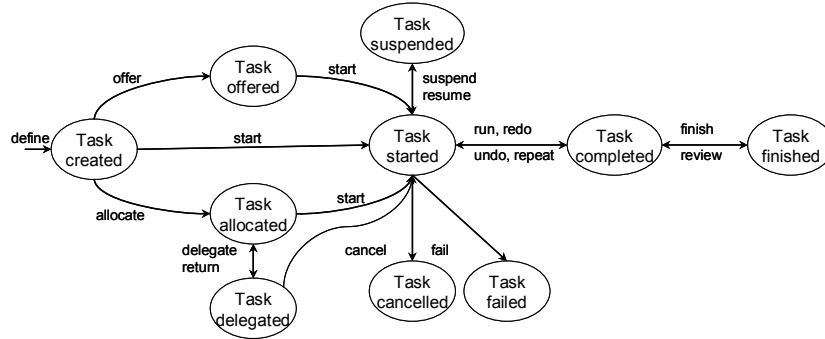 Task
suspended
Task
offered
offer
start
suspend
resume
define
Task
created
start
Task
started
run, redo
undo, repeat
Task
completed
finish
review
Task
finished
allocate
Task
allocated
start
delegate
return
cancel
fail
Task
delegated
Task
cancelled
Task
failed